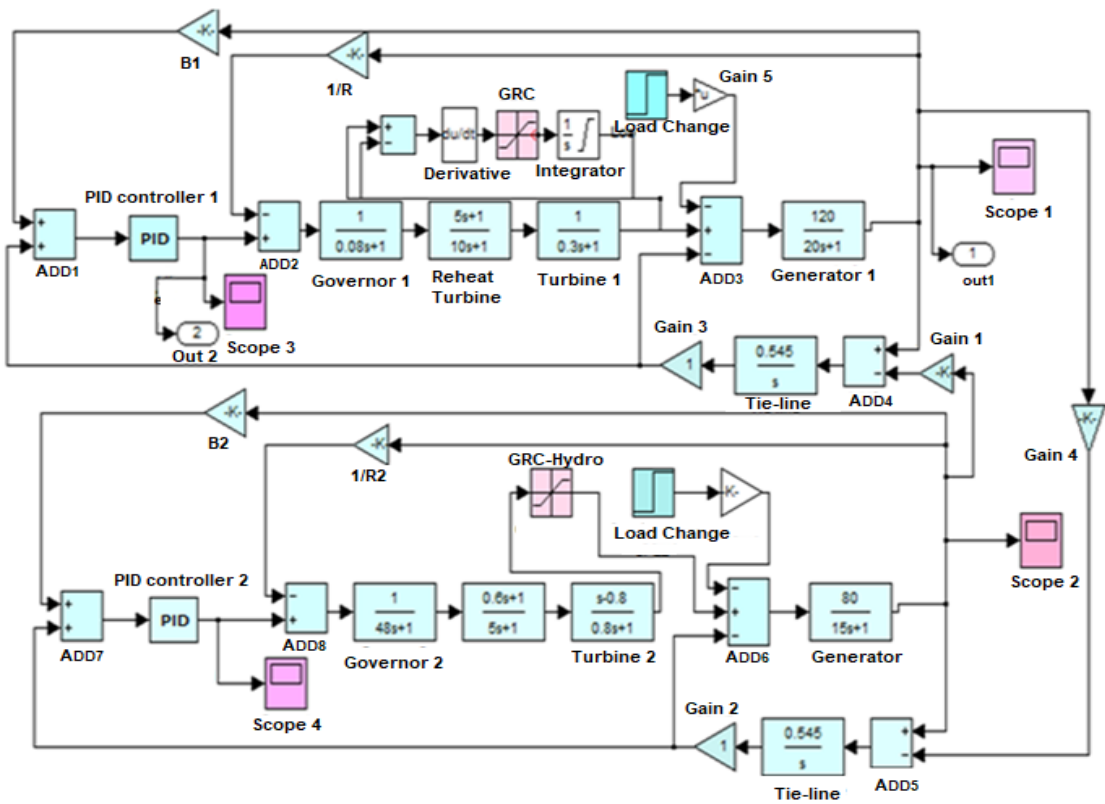 -K-
B1
-K-
1/R
GRC
Gain 5
Load Change
+
−
du/dt
1
s
Derivative
Integrator
PID controller 1
+
+
ADD1
PID
−
+
ADD2
1
0.08s+1
Governor 1
5s+1
10s+1
Reheat
Turbine
1
0.3s+1
Turbine 1
−
+
−
ADD3
120
20s+1
Generator 1
Scope 1
1
out1
2
Out 2
Scope 3
Gain 3
1
0.545
s
Tie-line
+
−
ADD4
Gain 1
-K
-K-
B2
-K
1/R2
-K-
Gain 4
GRC-Hydro
K-
Load Change
Scope 2
PID controller 2
+
+
ADD7
PID
−
+
ADD8
1
48s+1
Governor 2
0.6s+1
5s+1
s-0.8
0.8s+1
Turbine 2
−
+
−
ADD6
80
15s+1
Generator
Scope 4
Gain 2
1
0.545
s
Tie-line
+
−
ADD5